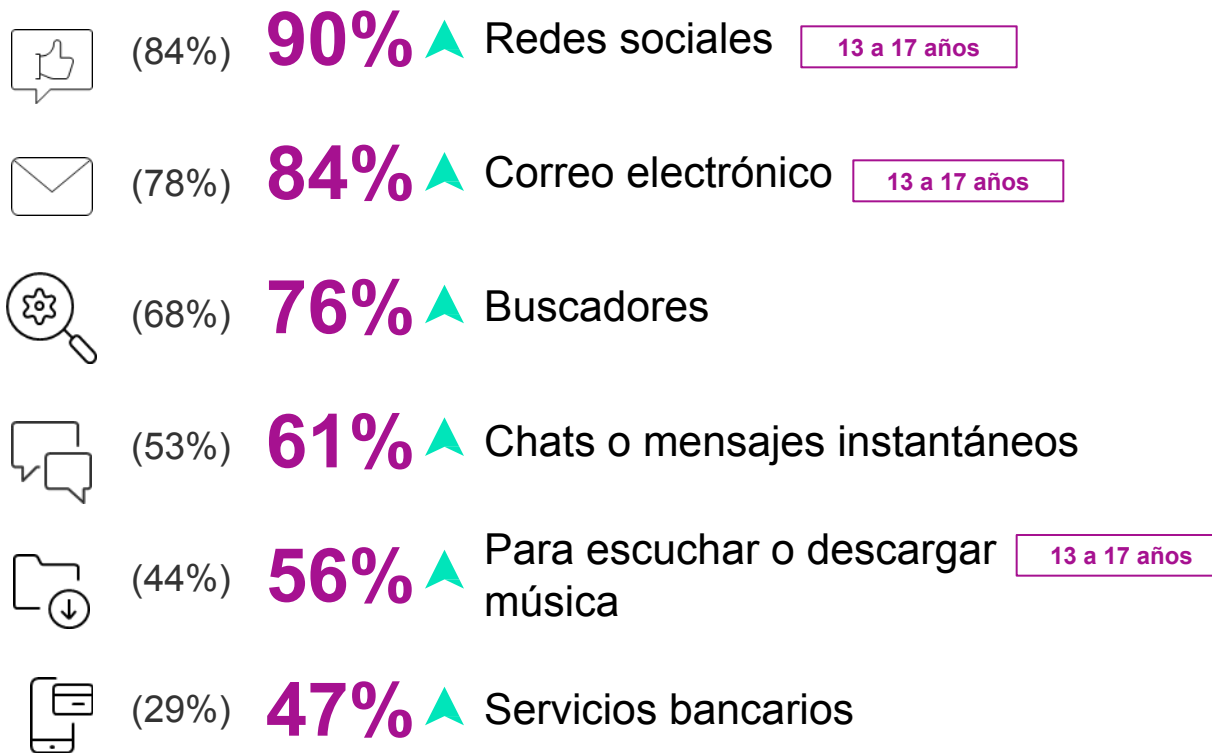 (84%) 90% Redes sociales 13 a 17 años
(78%) 84% Correo electrónico 13 a 17 años
(68%) 76% Buscadores
(53%) 61% Chats o mensajes instantáneos
(44%) 56% Para escuchar o descargar 13 a 17 años
música
(29%) 47% Servicios bancarios